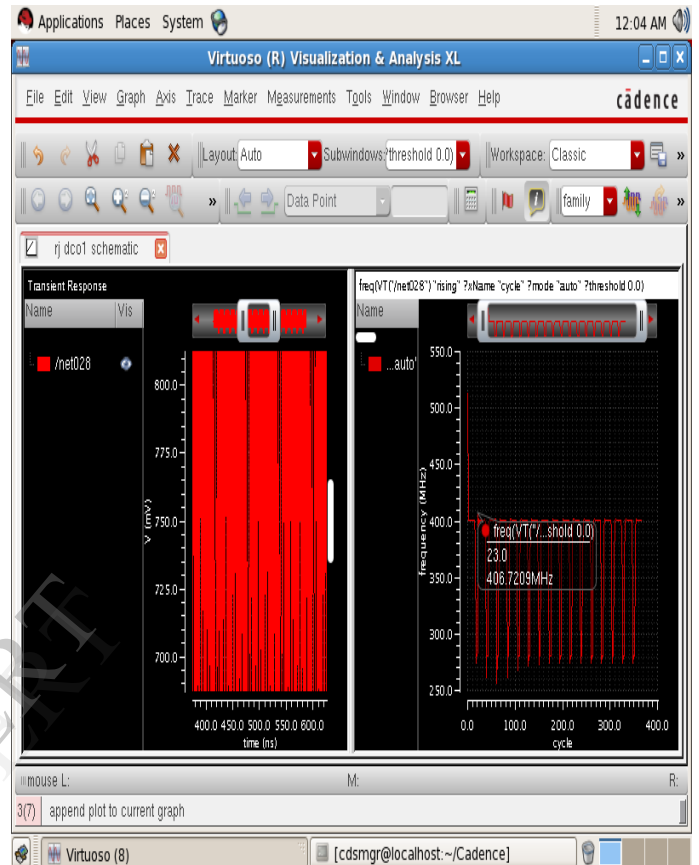 Applications Places System 12:04 AM
Virtuoso (R) Visualization & Analysis XL
File Edit View Graph Axis Trace Marker Measurements Tools Window Browser Help cādence
Layout: Auto Subwindows: (threshold 0.0) Workspace: Classic »
» Data Point family »
rj dco1 schematic
Transient Response
Name Vis
/net028
V (mV)
800.0
775.0
750.0
725.0
700.0
400.0 450.0 500.0 550.0 600.0
time (ns)
freq(VT("/net028") "rising" ?xName "cycle" ?mode "auto" ?threshold 0.0)
Name
...auto"
frequency (MHz)
550.0
500.0
450.0
400.0
350.0
300.0
250.0
freq(VT("/...shold 0.0)
23.0
406.7209MHz
0.0 100.0 200.0 300.0 400.0
cycle
mouse L: M: R:
3(7) append plot to current graph
Virtuoso (8) [cdsmgr@localhost:~/Cadence]
ERT